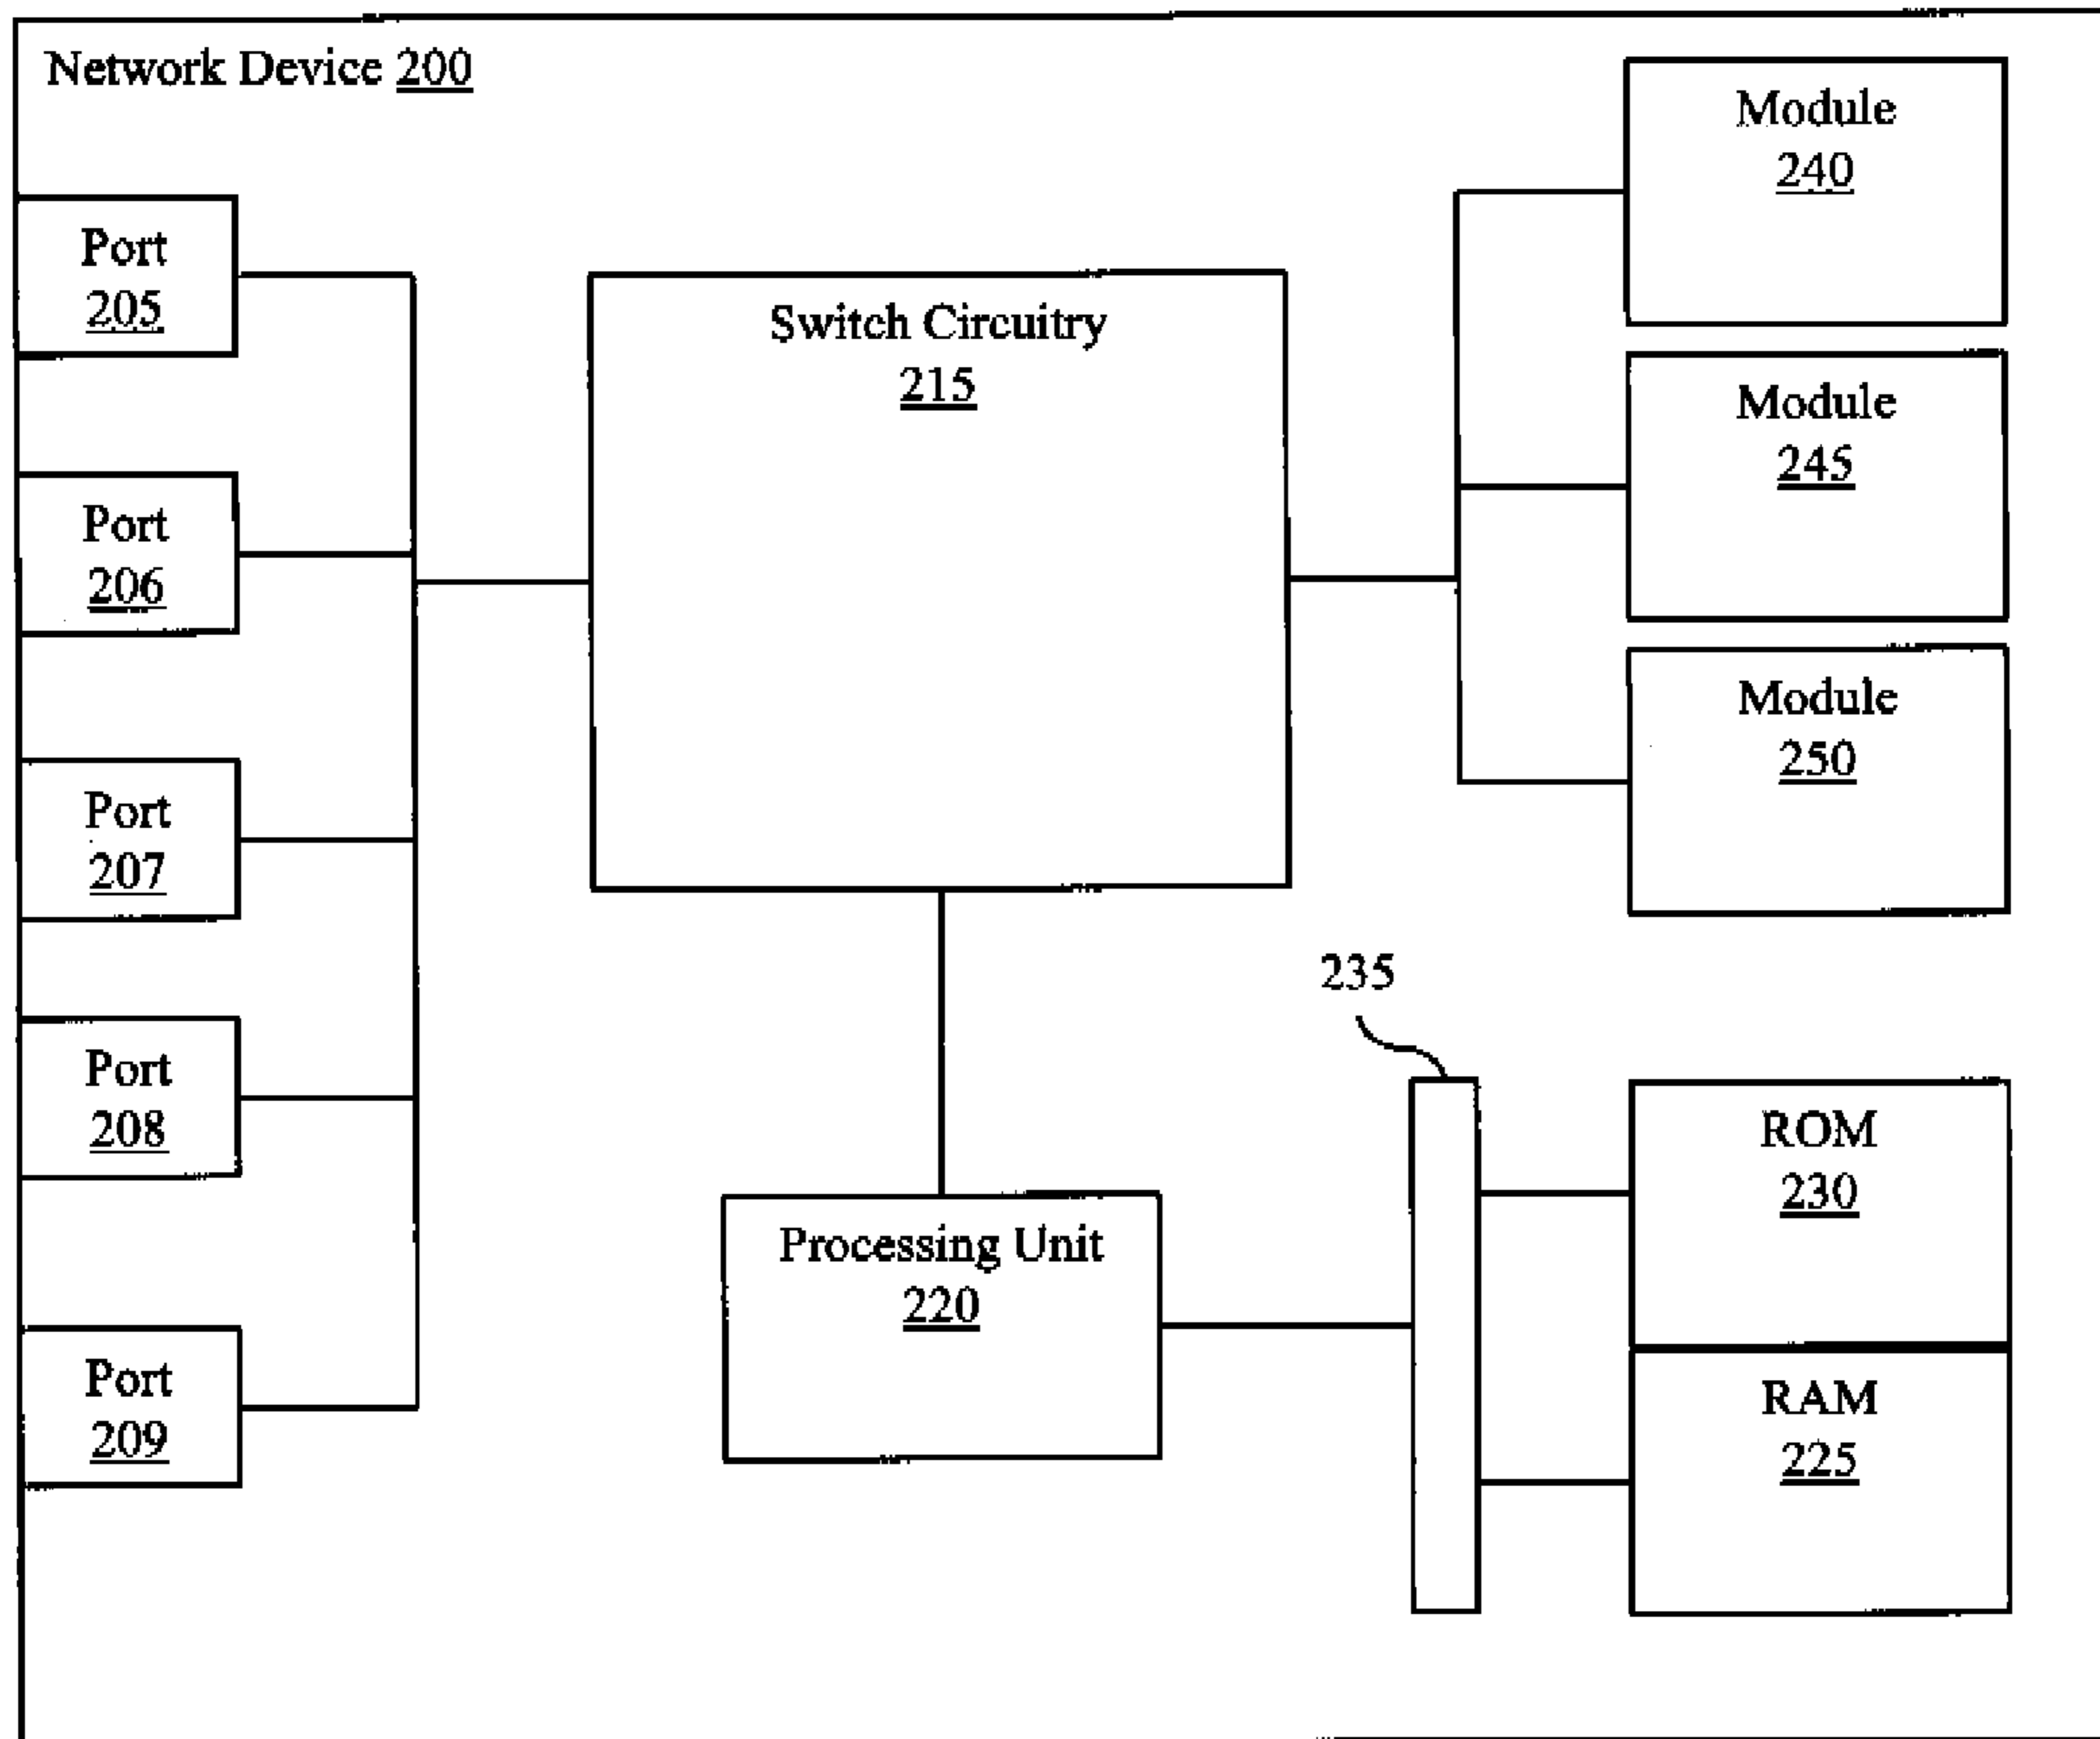 Network Device 200
Port
205
Port
206
Port
207
Port
208
Port
209
Switch Circuitry
215
Processing Unit
220
Module
240
Module
245
Module
250
235
ROM
230
RAM
225